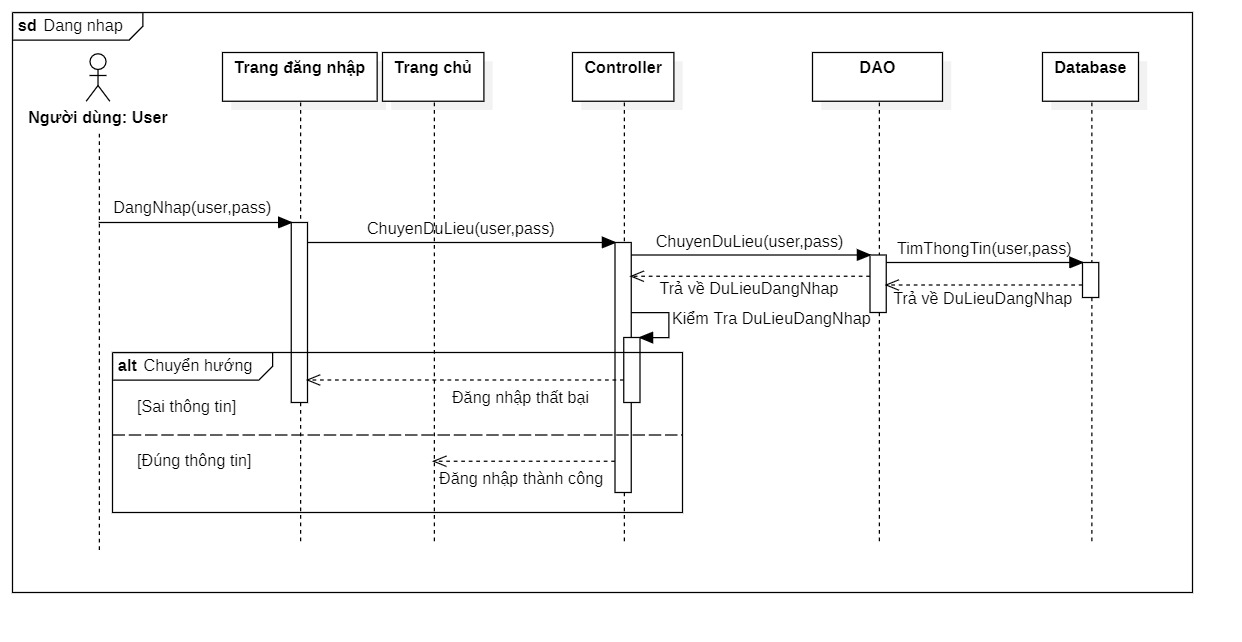 sd Dang nhap
Người dùng: User
Trang đăng nhập
Trang chủ
Controller
DAO
Database
DangNhap(user,pass)
ChuyenDuLieu(user,pass)
ChuyenDuLieu(user,pass)
TimThongTin(user,pass)
Trả về DuLieuDangNhap
Trả về DuLieuDangNhap
Kiểm Tra DuLieuDangNhap
alt Chuyển hướng
Đăng nhập thất bại
[Sai thông tin]
[Đúng thông tin]
Đăng nhập thành công